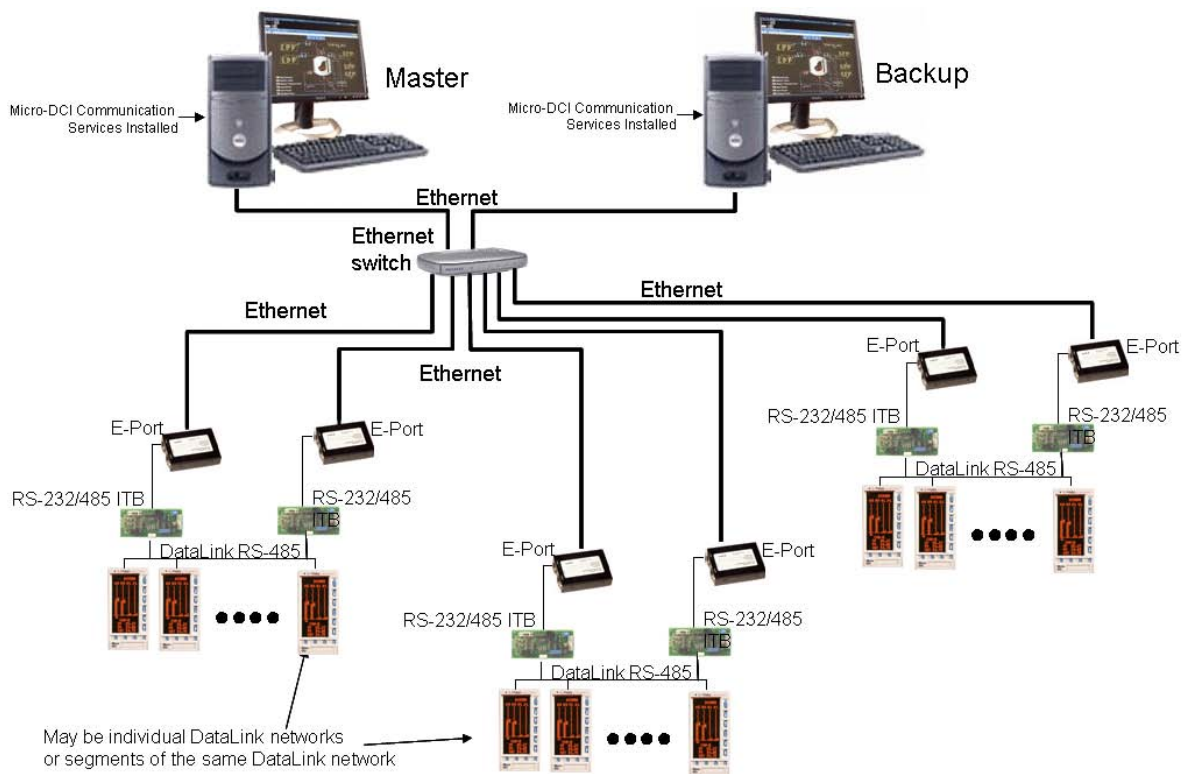 Master
Backup
Micro-DCI Communication
Services Installed
Micro-DCI Communication
Services Installed
Ethernet
Ethernet
switch
Ethernet
Ethernet
Ethernet
E-Port
E-Port
RS-232/485 ITB
RS-232/485
ITB
DataLink RS-485
E-Port
E-Port
RS-232/485 ITB
RS-232/485
ITB
DataLink RS-485
E-Port
E-Port
RS-232/485 ITB
RS-232/485
ITB
DataLink RS-485
May be individual DataLink networks
or segments of the same DataLink network